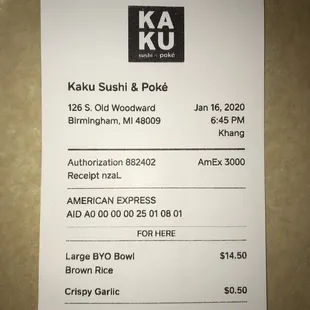 KA
KU
sushi - poké
Kaku Sushi & Poké
126 S. Old Woodward
Jan 16, 2020
Birmingham, MI 48009
6:45 PM
Khang
Authorization 882402
AmEx 3000
Receipt nzaL
AMERICAN EXPRESS
AID A0 00 00 00 25 01 08 01
FOR HERE
Large BYO Bowl
$14.50
Brown Rice
Crispy Garlic
$0.50